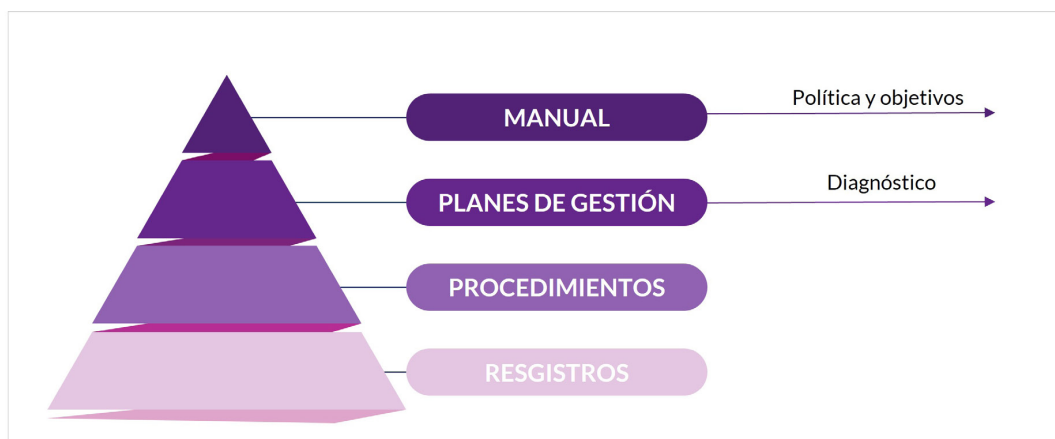 MANUAL
Política y objetivos
PLANES DE GESTIÓN
Diagnóstico
PROCEDIMIENTOS
RESGISTROS